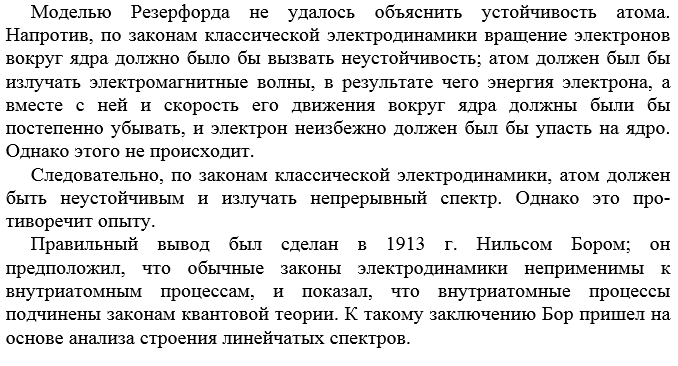 Моделью Резерфорда не удалось объяснить устойчивость атома.
Напротив, по законам классической электродинамики вращение электронов
вокруг ядра должно было бы вызвать неустойчивость; атом должен был бы
излучать электромагнитные волны, в результате чего энергия электрона, а
вместе с ней и скорость его движения вокруг ядра должны были бы
постепенно убывать, и электрон неизбежно должен был бы упасть на ядро.
Однако этого не происходит.
Следовательно, по законам классической электродинамики, атом должен
быть неустойчивым и излучать непрерывный спектр. Однако это про-
тиворечит опыту.
Правильный вывод был сделан в 1913 г. Нильсом Бором; он
предположил, что обычные законы электродинамики неприменимы к
внутриатомным процессам, и показал, что внутриатомные процессы
подчинены законам квантовой теории. К такому заключению Бор пришел на
основе анализа строения линейчатых спектров.